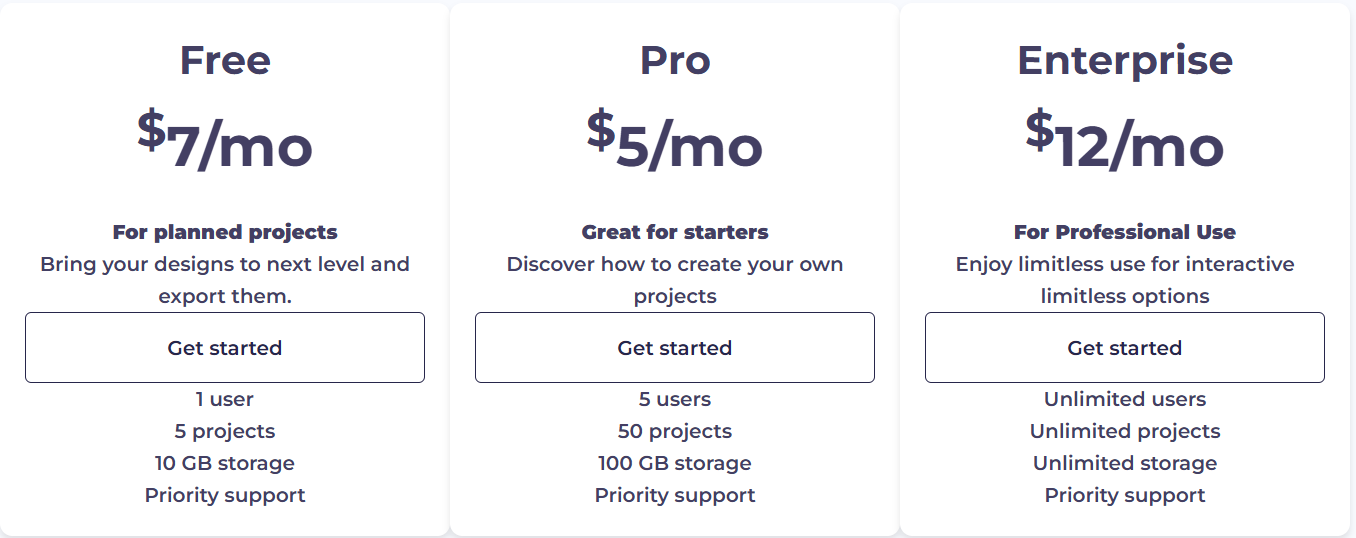 Free
$7/mo
For planned projects
Bring your designs to next level and
export them.
Get started
1 user
5 projects
10 GB storage
Priority support
Pro
$5/mo
Great for starters
Discover how to create your own
projects
Get started
5 users
50 projects
100 GB storage
Priority support
Enterprise
$12/mo
For Professional Use
Enjoy limitless use for interactive
limitless options
Get started
Unlimited users
Unlimited projects
Unlimited storage
Priority support